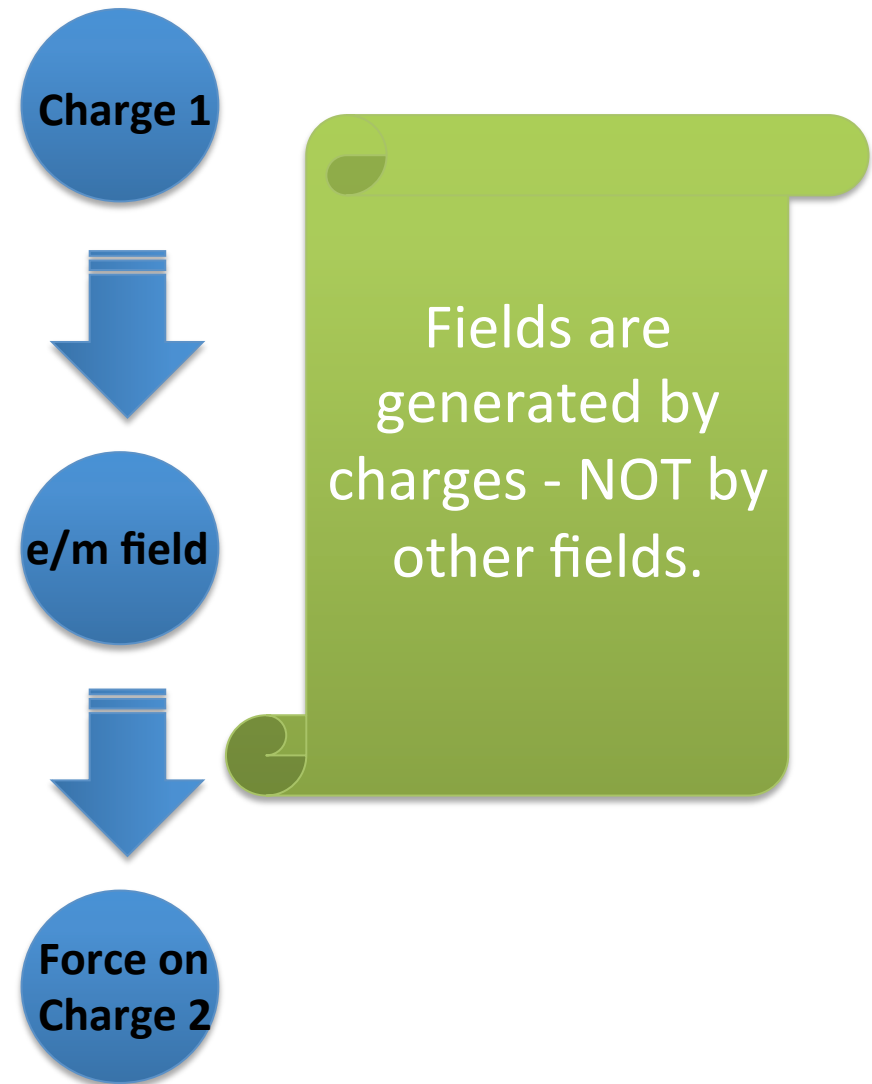 Charge 1
Fields are
generated by
charges - NOT by
other fields.
e/m field
Force on
Charge 2